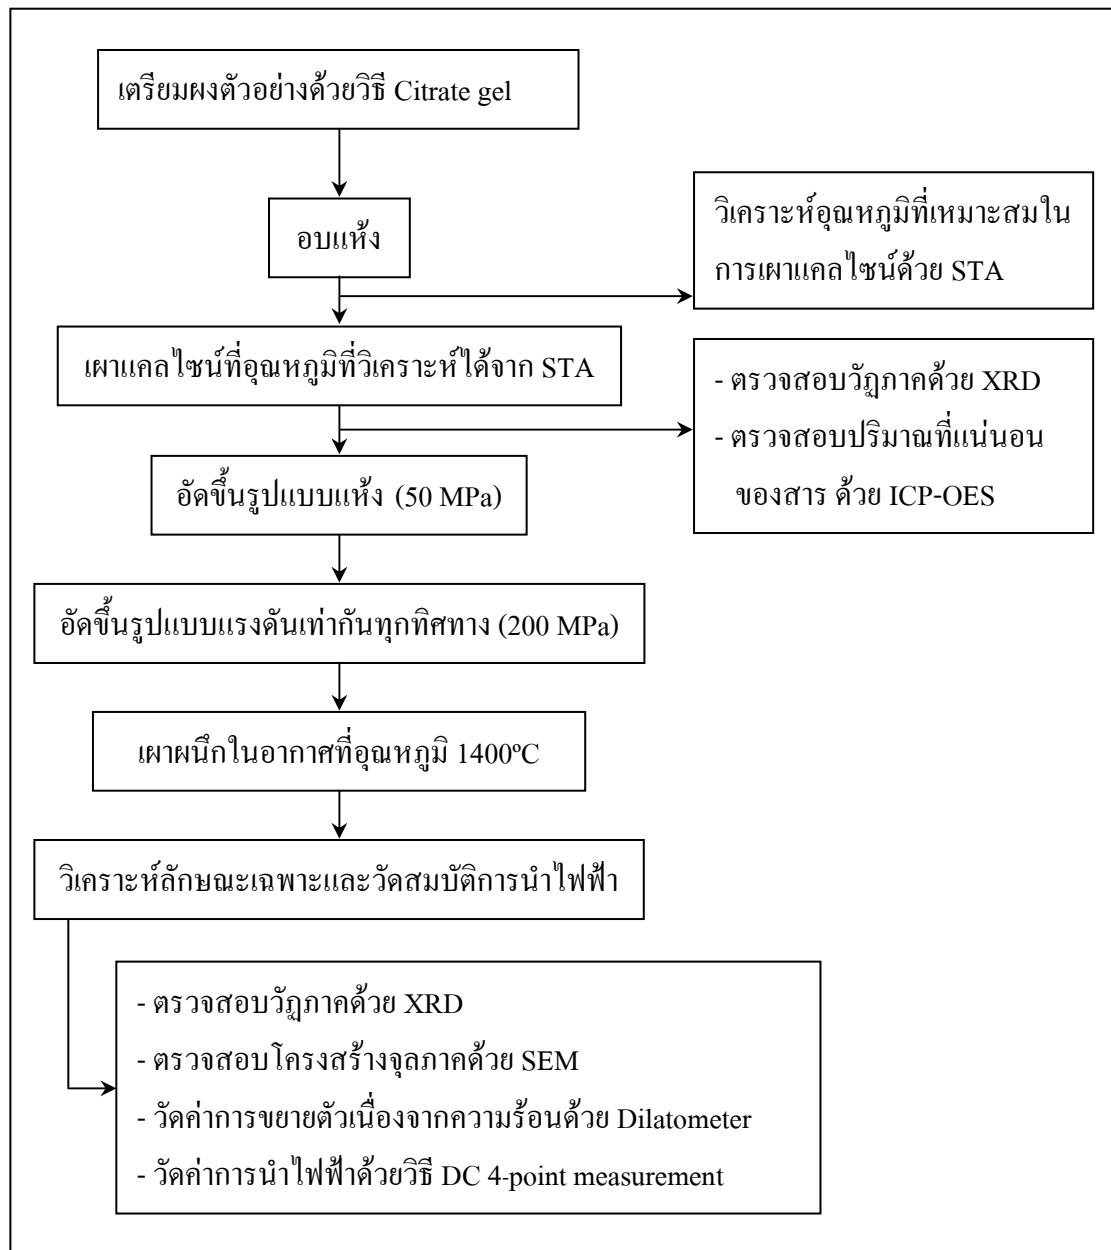 เตรียมผงตัวอย่างด้วยวิธี Citrate gel
อบแห้ง
วิเคราะห์อุณหภูมิที่เหมาะสมใน
การเผาแคลไซน์ด้วย STA
เผาแคลไซน์ที่อุณหภูมิที่วิเคราะห์ได้จาก STA
- ตรวจสอบวัฏภาคด้วย XRD
- ตรวจสอบปริมาณที่แน่นอน
ของสาร ด้วย ICP-OES
อัดขึ้นรูปแบบแห้ง (50 MPa)
อัดขึ้นรูปแบบแรงดันเท่ากันทุกทิศทาง (200 MPa)
เผาผนึกในอากาศที่อุณหภูมิ 1400ºC
วิเคราะห์ลักษณะเฉพาะและวัดสมบัติการนำไฟฟ้า
- ตรวจสอบวัฏภาคด้วย XRD
- ตรวจสอบโครงสร้างจุลภาคด้วย SEM
- วัดค่าการขยายตัวเนื่องจากความร้อนด้วย Dilatometer
- วัดค่าการนำไฟฟ้าด้วยวิธี DC 4-point measurement